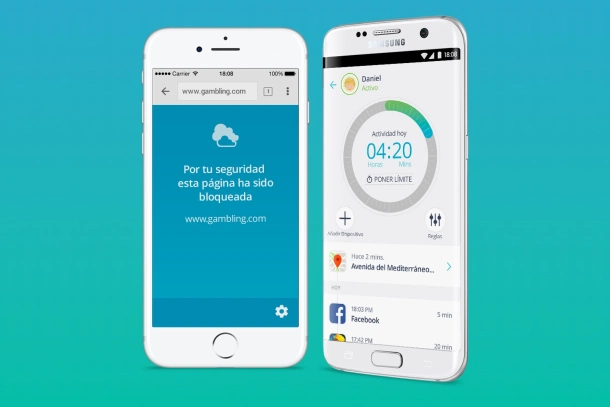 Carrier
18:08
100%
www.gambling.com
1
Por tu seguridad
esta página ha sido
bloqueada
www.gambling.com
SAMSUNG
18:08
Daniel
Activo
Actividad hoy
04:20
Horas
Mins
PONER LÍMITE
Añadir Dispositivo
Reglas
Hace 2 mins.
Avenida del Mediterráneo...
HOY
18:03 PM
Facebook
5 min
17:42 PM
20 min